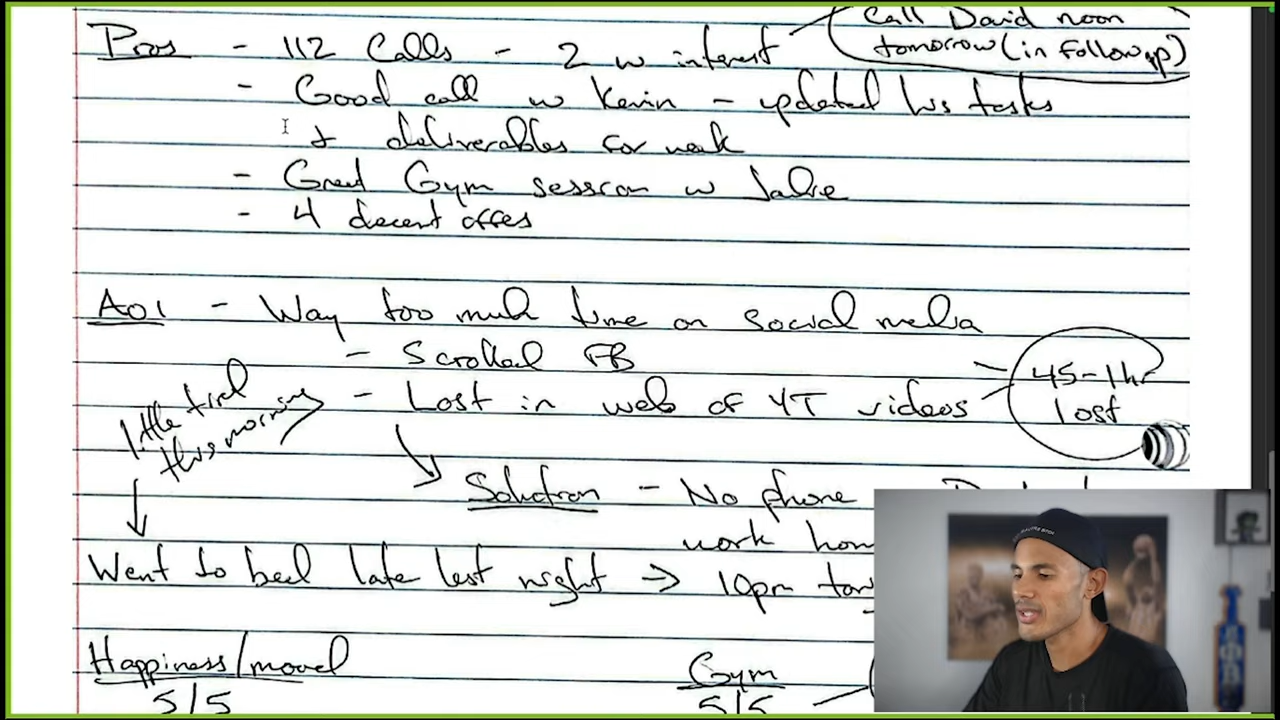 Call David noon
Pros - 112 Calls - 2 w interest
tomorrow (in follow up)
- Good call w Kevin - updated his tasks
+ deliverables for week
- Great Gym session w
- 4 decent offers
AOI - Way too much time on social media
- Scrolled FB
- Lost in web of YT videos
45-1hr
lost
little tired
this morning
Solution - No phone
work
Went to bed late last night → 10pm
Happiness/mood
5/5
Gym
5/5